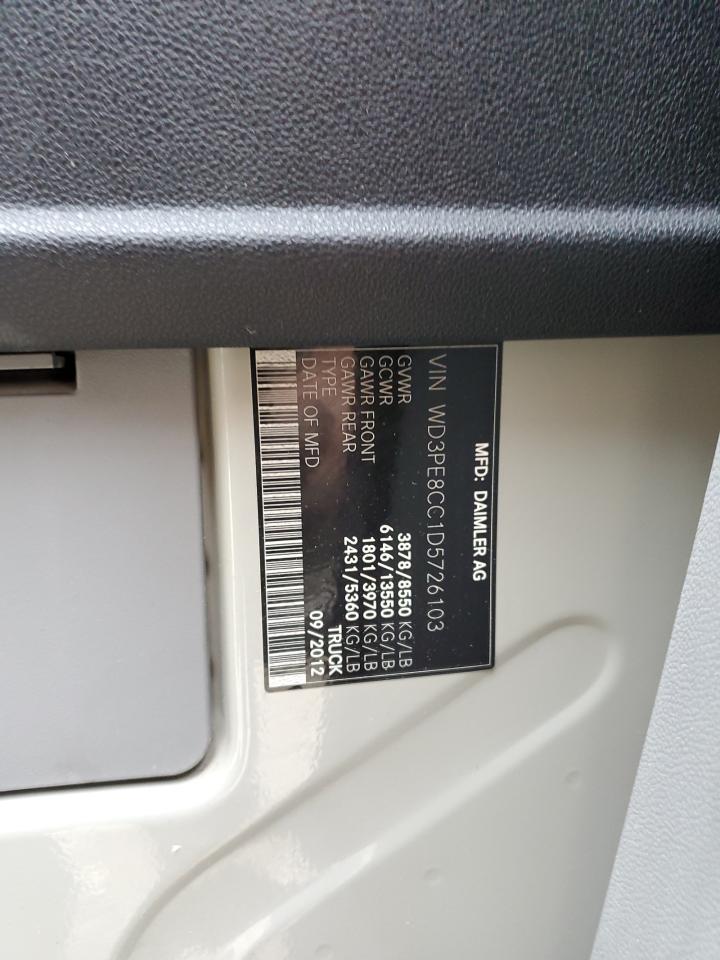 MFD: DAIMLER AG
VIN WD3PE8CC1D5726103
GVWR 3878/8550 KG/LB
GCWR 6146/13550 KG/LB
GAWR FRONT 1801/3970 KG/LB
GAWR REAR 2431/5360 KG/LB
TYPE TRUCK
DATE OF MFD 09/2012